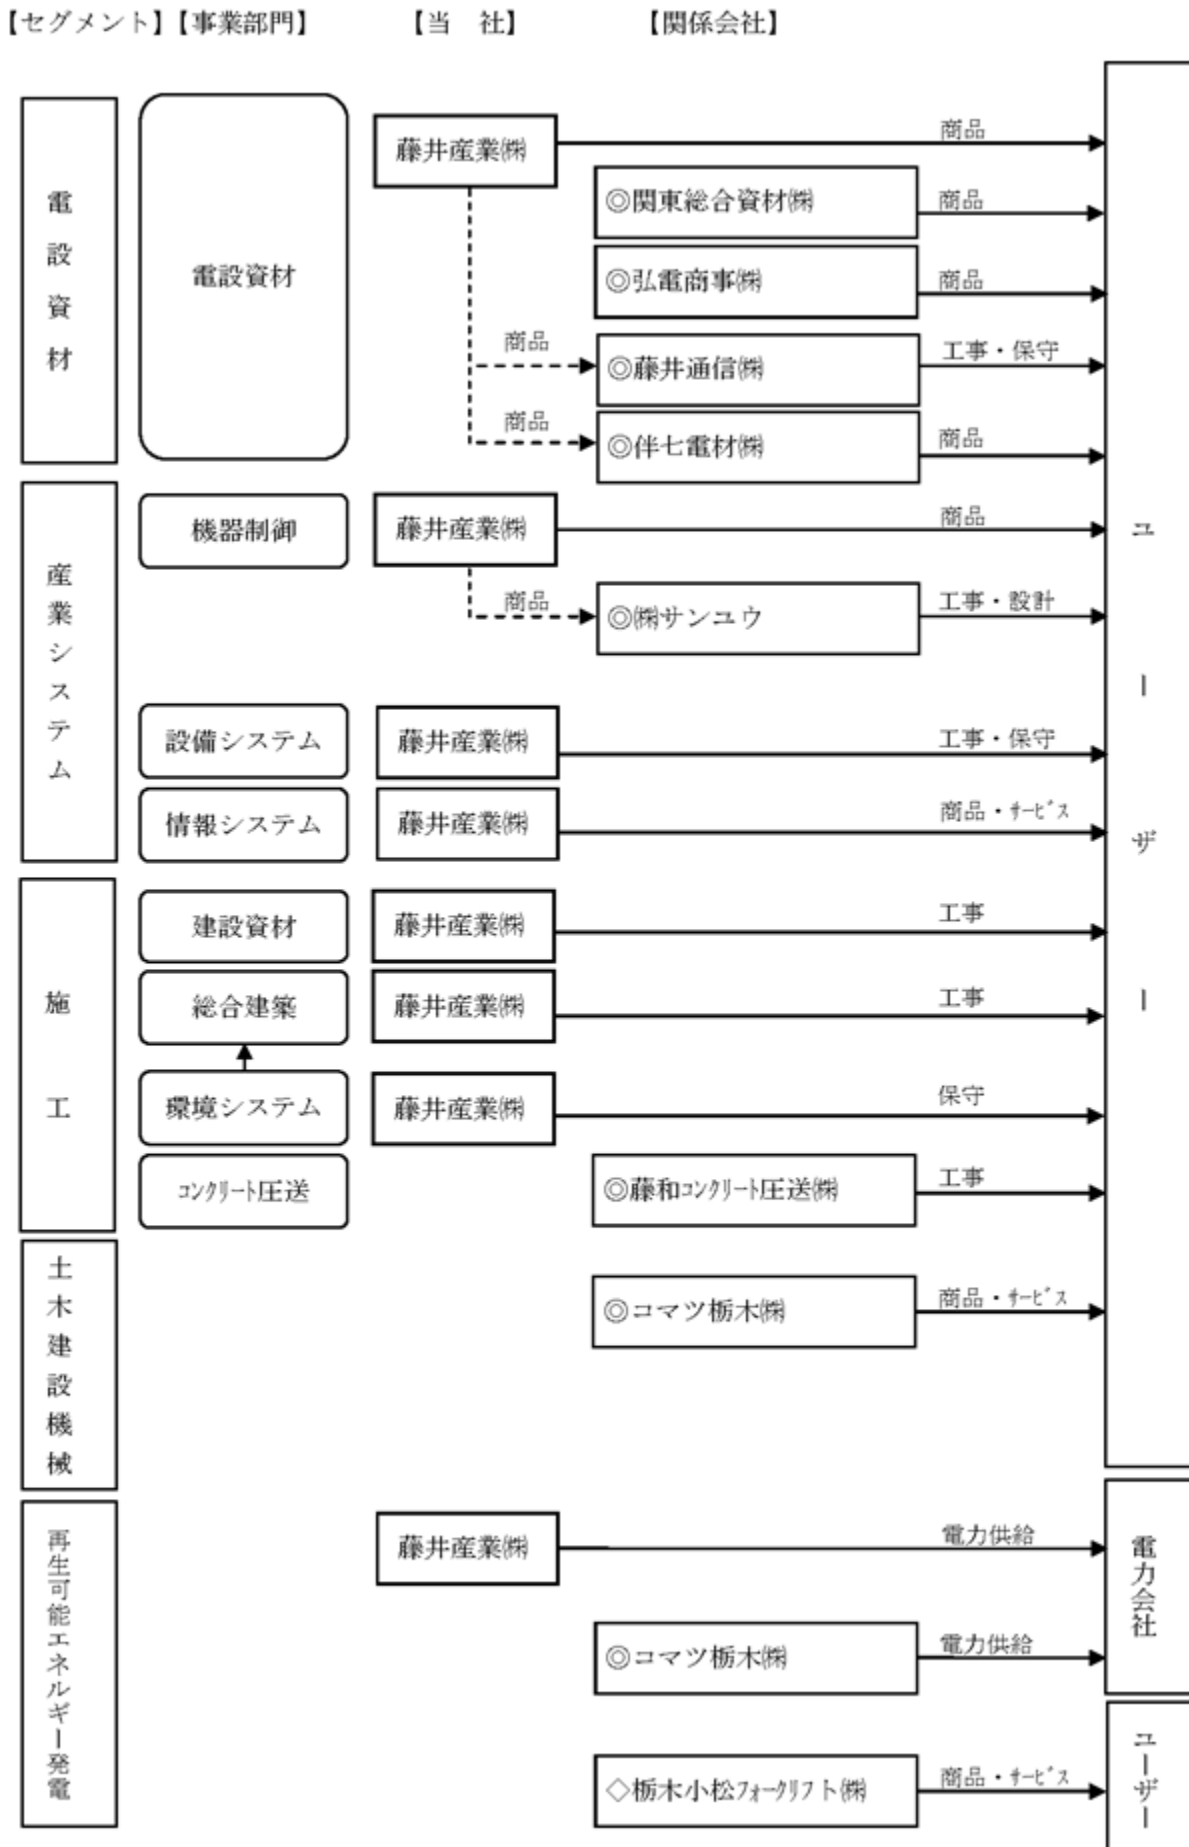 【セグメント】【事業部門】 【当　社】 【関係会社】
電設資材
電設資材
藤井産業㈱
商品
◎関東総合資材㈱
商品
◎弘電商事㈱
商品
商品
◎藤井通信㈱
工事・保守
商品
◎伴七電材㈱
商品
産業システム
機器制御
藤井産業㈱
商品
商品
◎㈱サンユウ
工事・設計
設備システム
藤井産業㈱
工事・保守
情報システム
藤井産業㈱
商品・サービス
ユーザー
施工
建設資材
藤井産業㈱
工事
総合建築
藤井産業㈱
工事
環境システム
藤井産業㈱
保守
コンクリート圧送
◎藤和コンクリート圧送㈱
工事
土木建設機械
◎コマツ栃木㈱
商品・サービス
再生可能エネルギー発電
藤井産業㈱
電力供給
電力会社
◎コマツ栃木㈱
電力供給
◇栃木小松フォークリフト㈱
商品・サービス
ユーザー